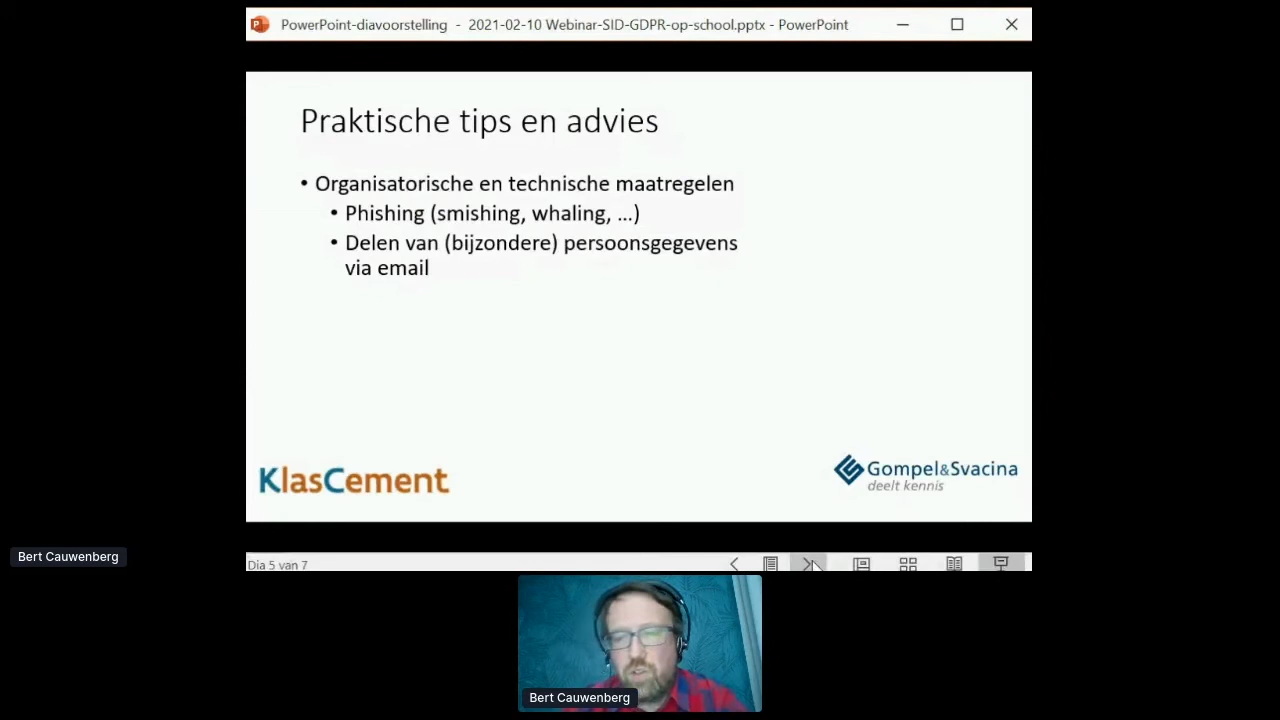 PowerPoint-diavoorstelling - 2021-02-10 Webinar-SID-GDPR-op-school.pptx - PowerPoint
Praktische tips en advies
• Organisatorische en technische maatregelen
• Phishing (smishing, whaling, ...)
• Delen van (bijzondere) persoonsgegevens
via email
KlasCement
Gompel&Svacina
deelt kennis
Bert Cauwenberg
Dia 5 van 7
Bert Cauwenberg